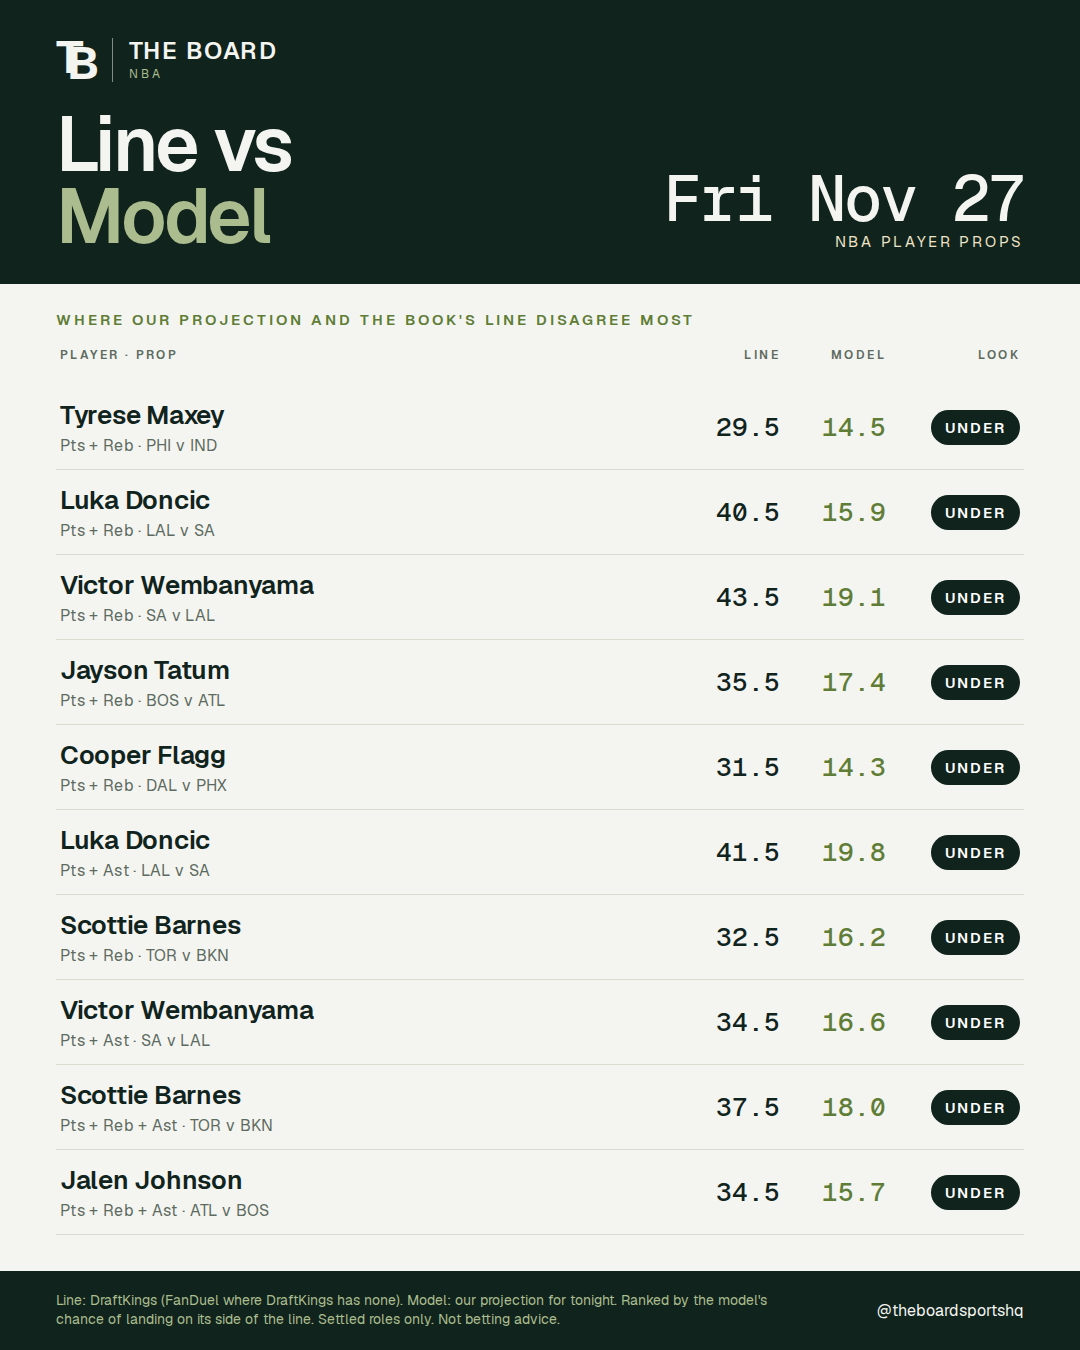 TB
THE BOARD
NBA
Line vs
Model
Fri Nov 27
NBA PLAYER PROPS
WHERE OUR PROJECTION AND THE BOOK'S LINE DISAGREE MOST
PLAYER · PROP LINE MODEL LOOK
Tyrese Maxey
Pts + Reb · PHI v IND
29.5 14.5 UNDER
Luka Doncic
Pts + Reb · LAL v SA
40.5 15.9 UNDER
Victor Wembanyama
Pts + Reb · SA v LAL
43.5 19.1 UNDER
Jayson Tatum
Pts + Reb · BOS v ATL
35.5 17.4 UNDER
Cooper Flagg
Pts + Reb · DAL v PHX
31.5 14.3 UNDER
Luka Doncic
Pts + Ast · LAL v SA
41.5 19.8 UNDER
Scottie Barnes
Pts + Reb · TOR v BKN
32.5 16.2 UNDER
Victor Wembanyama
Pts + Ast · SA v LAL
34.5 16.6 UNDER
Scottie Barnes
Pts + Reb + Ast · TOR v BKN
37.5 18.0 UNDER
Jalen Johnson
Pts + Reb + Ast · ATL v BOS
34.5 15.7 UNDER
Line: DraftKings (FanDuel where DraftKings has none). Model: our projection for tonight. Ranked by the model's
chance of landing on its side of the line. Settled roles only. Not betting advice.
@theboardsportshq